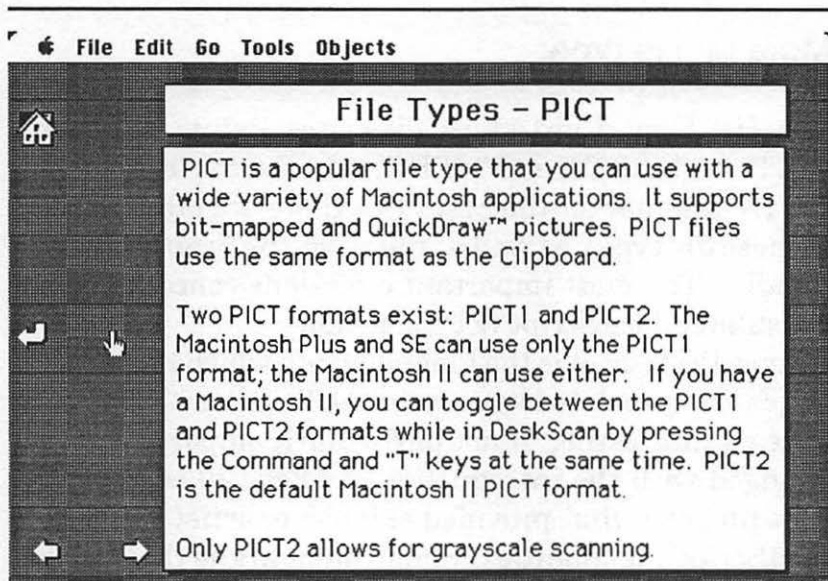 File Edit Go Tools Objects
File Types – PICT
PICT is a popular file type that you can use with a
wide variety of Macintosh applications. It supports
bit-mapped and QuickDraw™ pictures. PICT files
use the same format as the Clipboard.
Two PICT formats exist: PICT1 and PICT2. The
Macintosh Plus and SE can use only the PICT1
format; the Macintosh II can use either. If you have
a Macintosh II, you can toggle between the PICT1
and PICT2 formats while in DeskScan by pressing
the Command and "T" keys at the same time. PICT2
is the default Macintosh II PICT format.
Only PICT2 allows for grayscale scanning.